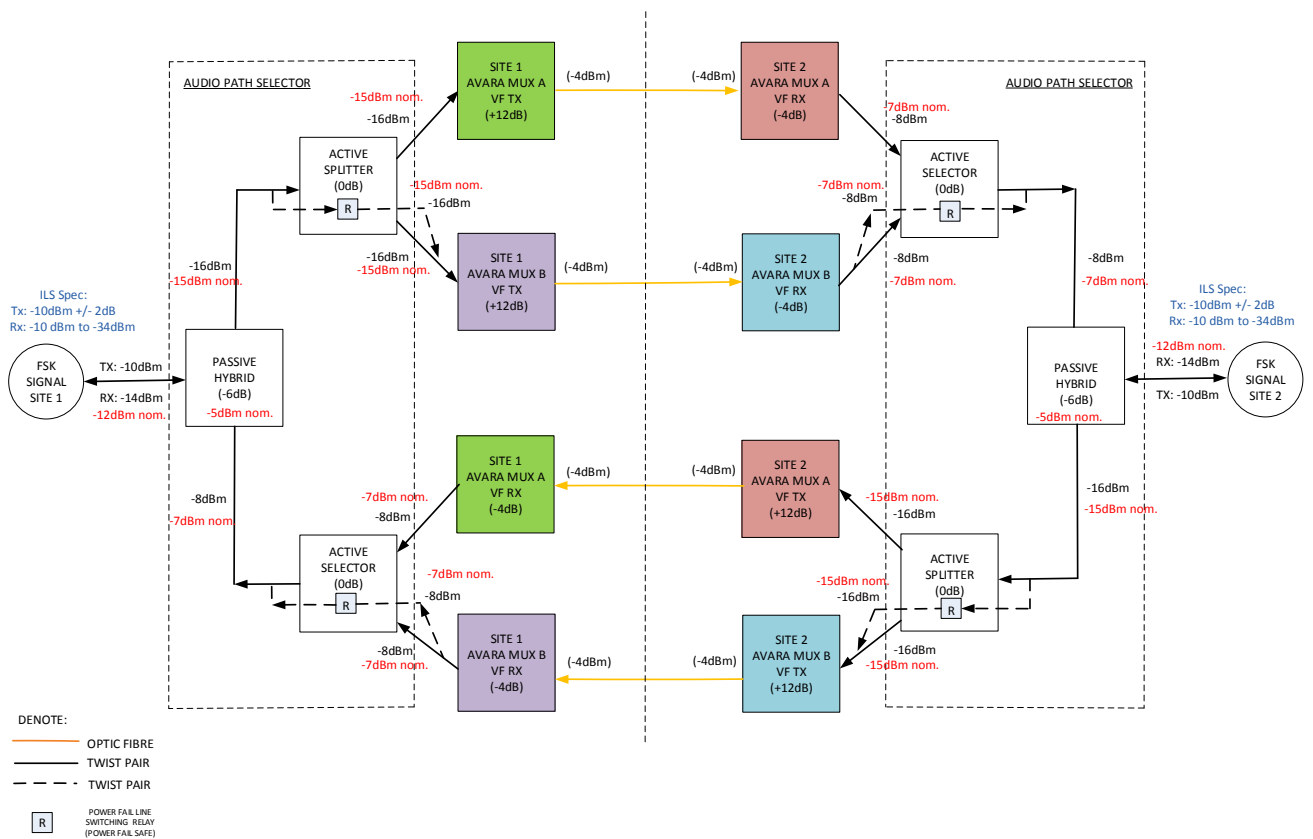 AUDIO PATH SELECTOR
SITE 1
AVARA MUX A
VF TX
(+12dB)
(-4dBm)
(-4dBm)
SITE 2
AVARA MUX A
VF RX
(-4dB)
AUDIO PATH SELECTOR
-15dBm nom.
-16dBm
-7dBm nom.
-8dBm
ACTIVE
SPLITTER
(0dB)
R
-15dBm nom.
-16dBm
-7dBm nom.
-8dBm
ACTIVE
SELECTOR
(0dB)
R
-16dBm
-15dBm nom.
SITE 1
AVARA MUX B
VF TX
(+12dB)
(-4dBm)
(-4dBm)
SITE 2
AVARA MUX B
VF RX
(-4dB)
-8dBm
-7dBm nom.
-16dBm
-15dBm nom.
-8dBm
-7dBm nom.
ILS Spec:
Tx: -10dBm +/- 2dB
Rx: -10 dBm to -34dBm
ILS Spec:
Tx: -10dBm +/- 2dB
Rx: -10 dBm to -34dBm
FSK
SIGNAL
SITE 1
TX: -10dBm
RX: -14dBm
-12dBm nom.
PASSIVE
HYBRID
(-6dB)
-5dBm nom.
PASSIVE
HYBRID
(-6dB)
-5dBm nom.
-12dBm nom.
RX: -14dBm
TX: -10dBm
FSK
SIGNAL
SITE 2
-8dBm
-7dBm nom.
-7dBm nom.
-8dBm
SITE 1
AVARA MUX A
VF RX
(-4dB)
(-4dBm)
(-4dBm)
SITE 2
AVARA MUX A
VF TX
(+12dB)
-15dBm nom.
-16dBm
-16dBm
-15dBm nom.
ACTIVE
SELECTOR
(0dB)
R
-7dBm nom.
-8dBm
-15dBm nom.
-16dBm
ACTIVE
SPLITTER
(0dB)
R
-8dBm
-7dBm nom.
SITE 1
AVARA MUX B
VF RX
(-4dB)
(-4dBm)
(-4dBm)
SITE 2
AVARA MUX B
VF TX
(+12dB)
-16dBm
-15dBm nom.
DENOTE:
OPTIC FIBRE
TWIST PAIR
TWIST PAIR
R
POWER FAIL LINE
SWITCHING RELAY
(POWER FAIL SAFE)